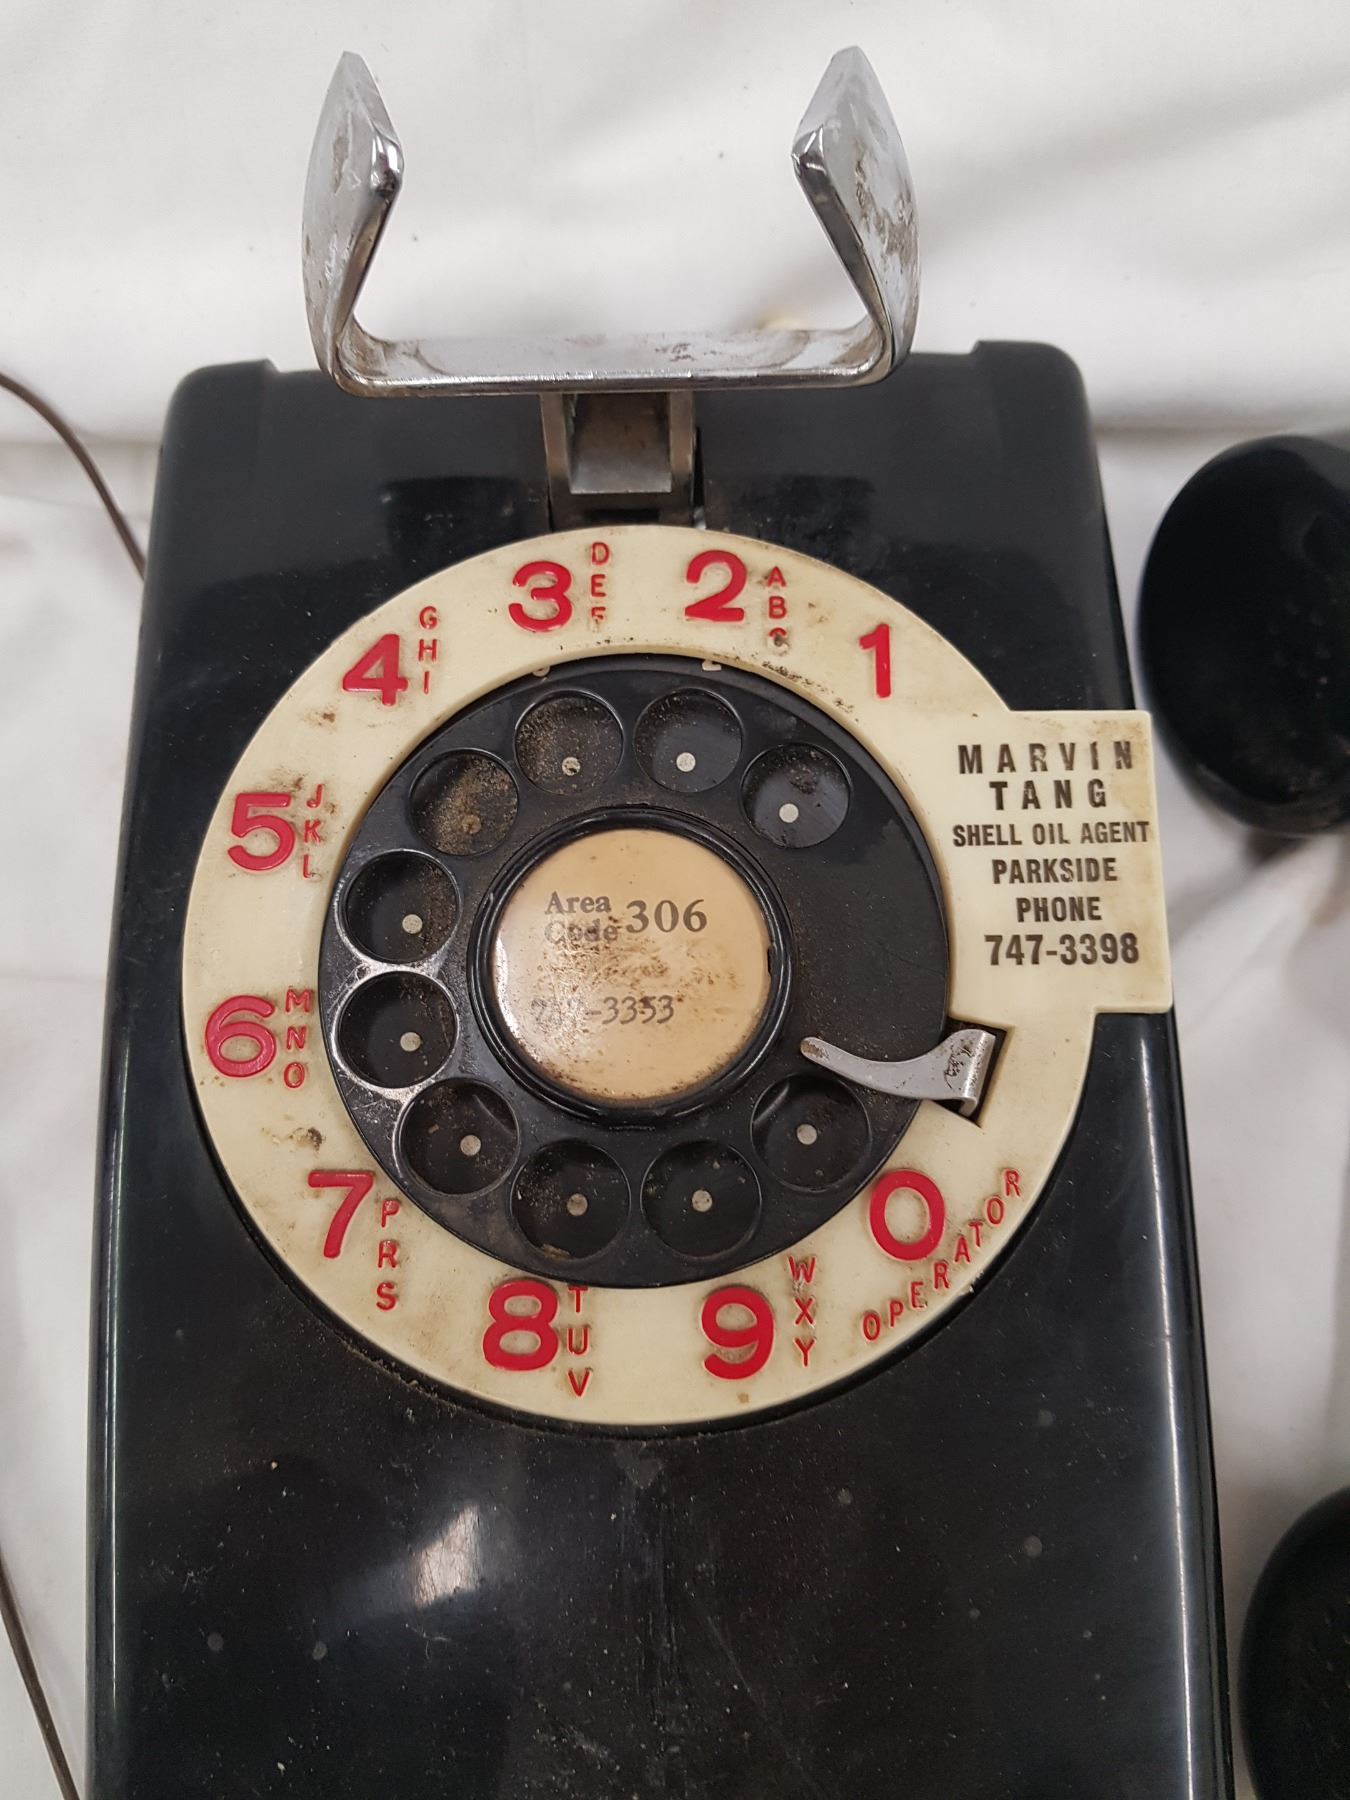 3 DEF
2 ABC
1
4 GHI
5 JKL
6 MNO
7 PRS
8 TUV
9 WXY
0
OPERATOR
MARVIN
TANG
SHELL OIL AGENT
PARKSIDE
PHONE
747-3398
Area
Code 306
-3353